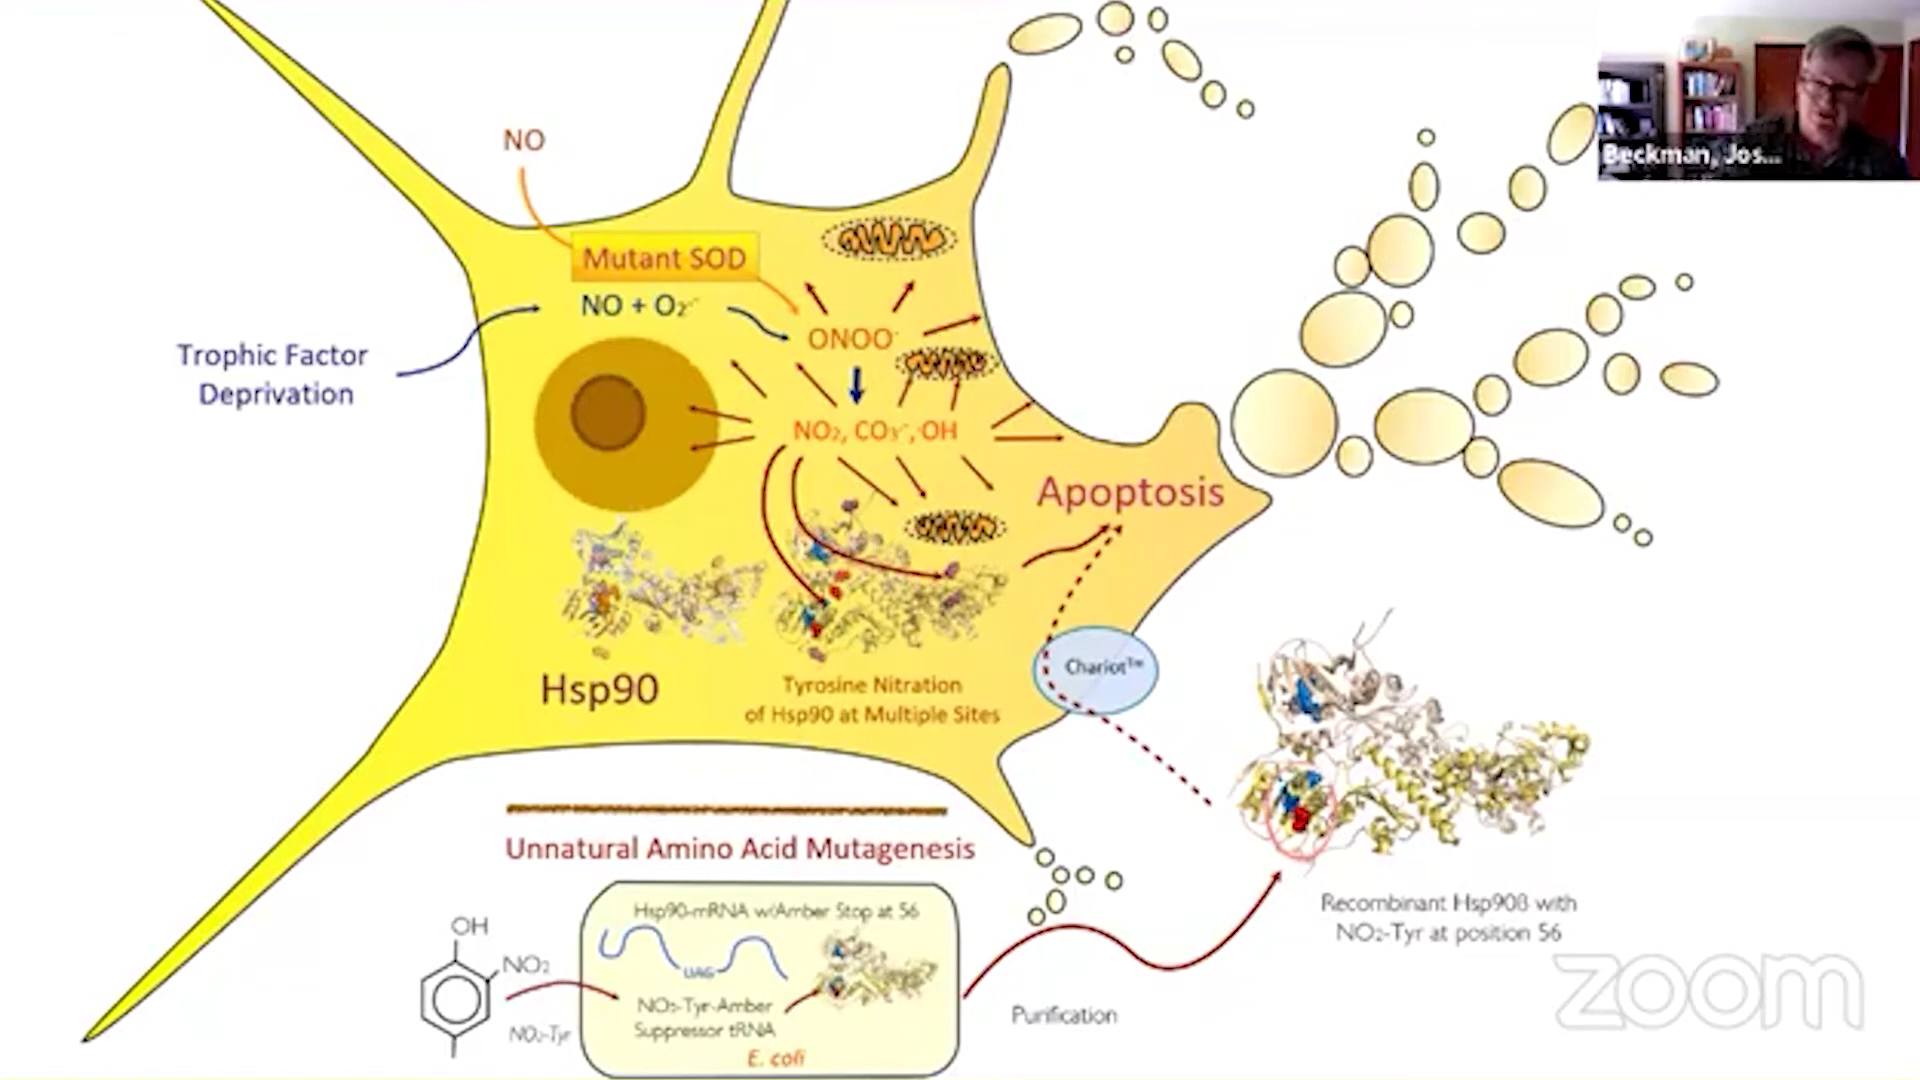 Beckman, Jos...
NO
Mutant SOD
NO + O₂·⁻
Trophic Factor
Deprivation
ONOO⁻
NO₂, CO₃·⁻, ·OH
Apoptosis
Chariot™
Hsp90
Tyrosine Nitration
of Hsp90 at Multiple Sites
Unnatural Amino Acid Mutagenesis
Hsp90-mRNA w/Amber Stop at 56
UAG
OH
NO₂
NO₂-Tyr
NO₂-Tyr-Amber
Suppressor tRNA
E. coli
Purification
Recombinant Hsp90β with
NO₂-Tyr at position 56
zoom